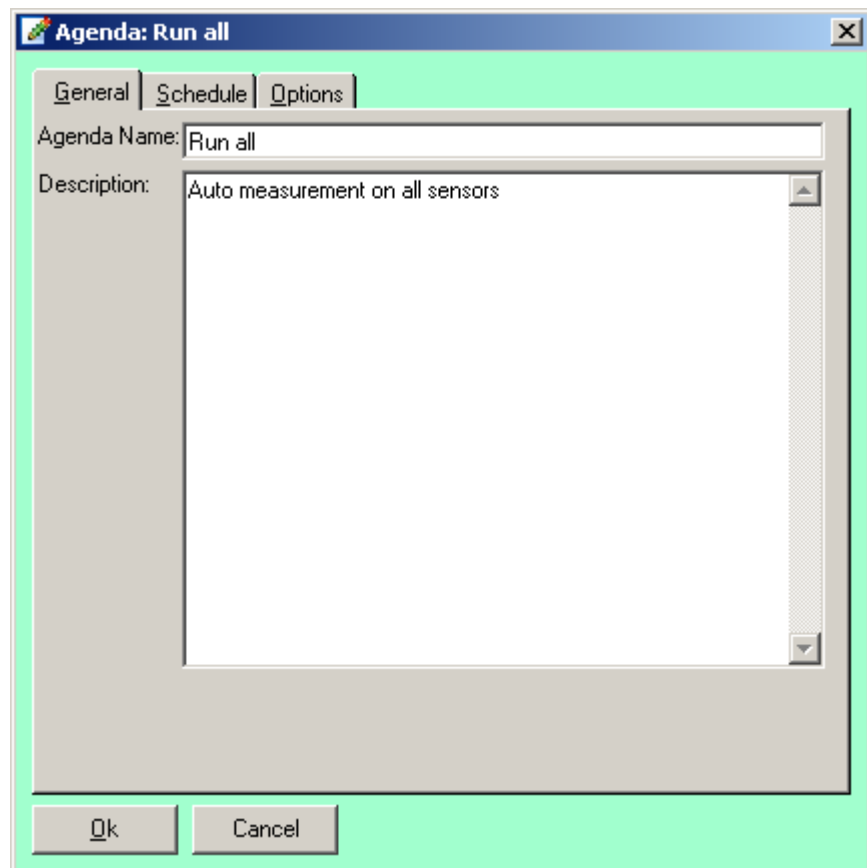 Agenda: Run all
General Schedule Options
Agenda Name: Run all
Description: Auto measurement on all sensors
Ok Cancel